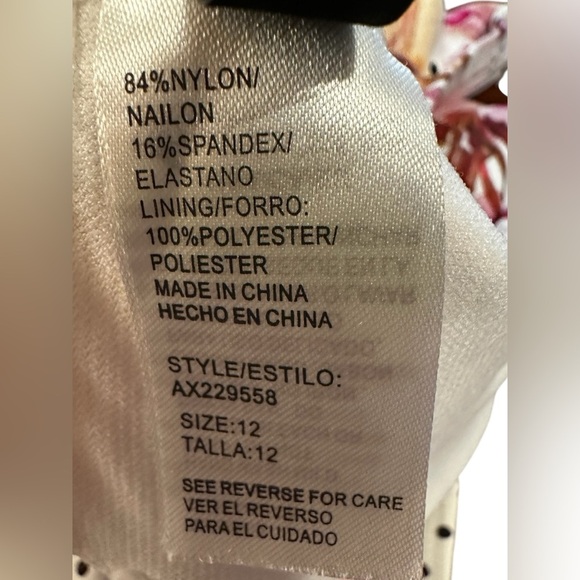 84%NYLON/
NAILON
16%SPANDEX/
ELASTANO
LINING/FORRO:
100%POLYESTER/
POLIESTER
MADE IN CHINA
HECHO EN CHINA
STYLE/ESTILO:
AX229558
SIZE:12
TALLA:12
SEE REVERSE FOR CARE
VER EL REVERSO
PARA EL CUIDADO